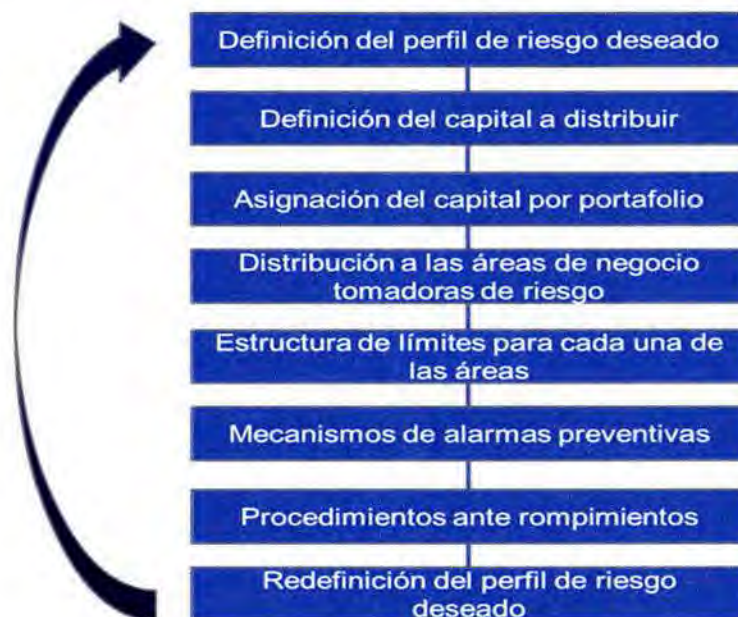 Definición del perfil de riesgo deseado
Definición del capital a distribuir
Asignación del capital por portafolio
Distribución a las áreas de negocio
tomadoras de riesgo
Estructura de límites para cada una de
las áreas
Mecanismos de alarmas preventivas
Procedimientos ante rompimientos
Redefinición del perfil de riesgo
deseado